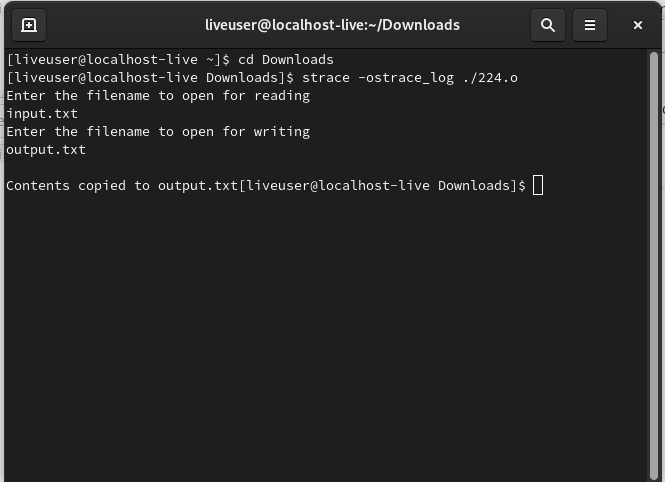 liveuser@localhost-live:~/Downloads
[liveuser@localhost-live ~]$ cd Downloads
[liveuser@localhost-live Downloads]$ strace -ostrace_log ./224.o
Enter the filename to open for reading
input.txt
Enter the filename to open for writing
output.txt
Contents copied to output.txt[liveuser@localhost-live Downloads]$